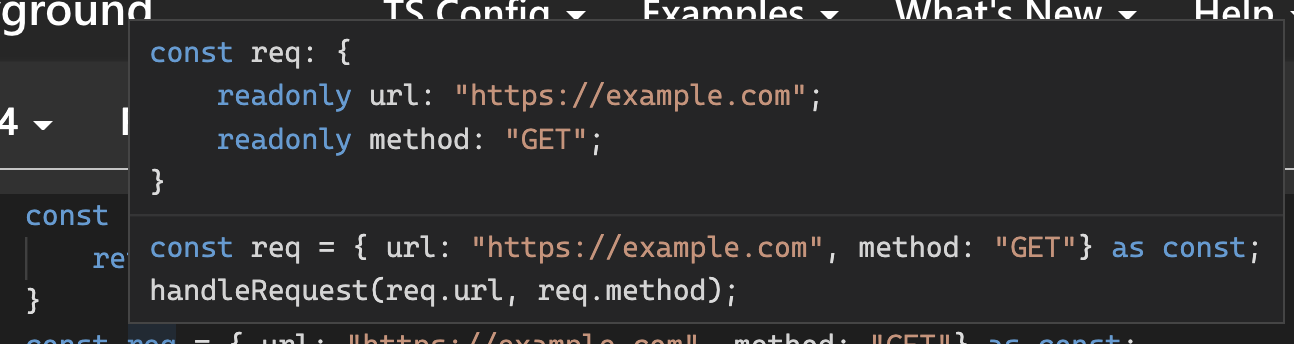 yground TS Config Examples What's New Help
const req: {
readonly url: "https://example.com";
4
readonly method: "GET";
}
const
const req = { url: "https://example.com", method: "GET"} as const;
re
handleRequest(req.url, req.method);
}
const req = { url: "https://example.com", method: "GET"} as const;